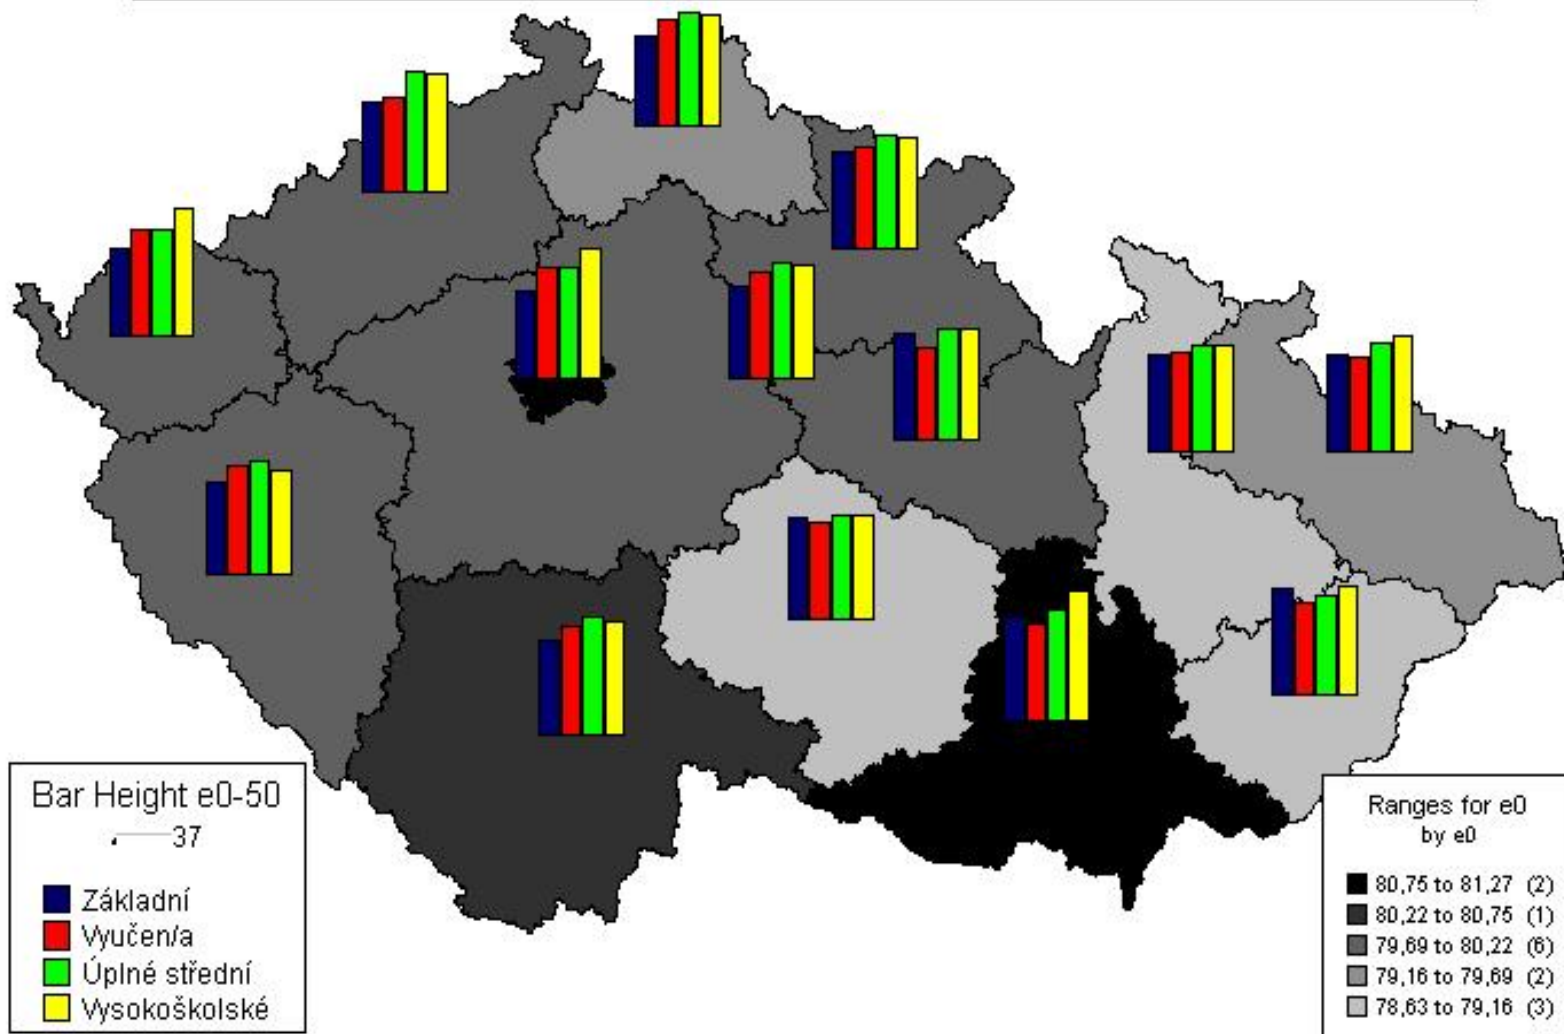 Bar Height e0-50
37
Základní
Vyučen/a
Úplné střední
Vysokoškolské
Ranges for e0
by e0
80,75 to 81,27 (2)
80,22 to 80,75 (1)
79,69 to 80,22 (6)
79,16 to 79,69 (2)
78,63 to 79,16 (3)